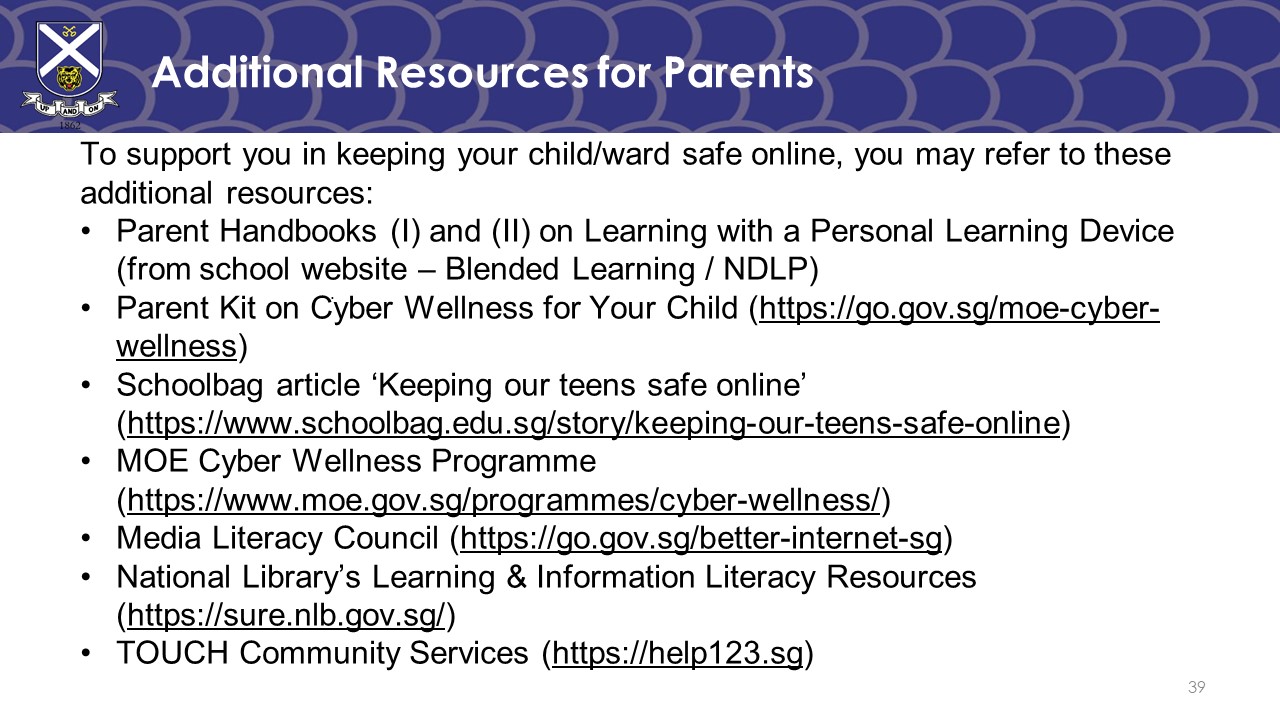 Additional Resources for Parents
UP AND ON
1862
To support you in keeping your child/ward safe online, you may refer to these
additional resources:
• Parent Handbooks (I) and (II) on Learning with a Personal Learning Device
(from school website – Blended Learning / NDLP)
• Parent Kit on Cyber Wellness for Your Child (https://go.gov.sg/moe-cyber-
wellness)
• Schoolbag article ‘Keeping our teens safe online’
(https://www.schoolbag.edu.sg/story/keeping-our-teens-safe-online)
• MOE Cyber Wellness Programme
(https://www.moe.gov.sg/programmes/cyber-wellness/)
• Media Literacy Council (https://go.gov.sg/better-internet-sg)
• National Library’s Learning & Information Literacy Resources
(https://sure.nlb.gov.sg/)
• TOUCH Community Services (https://help123.sg)
39